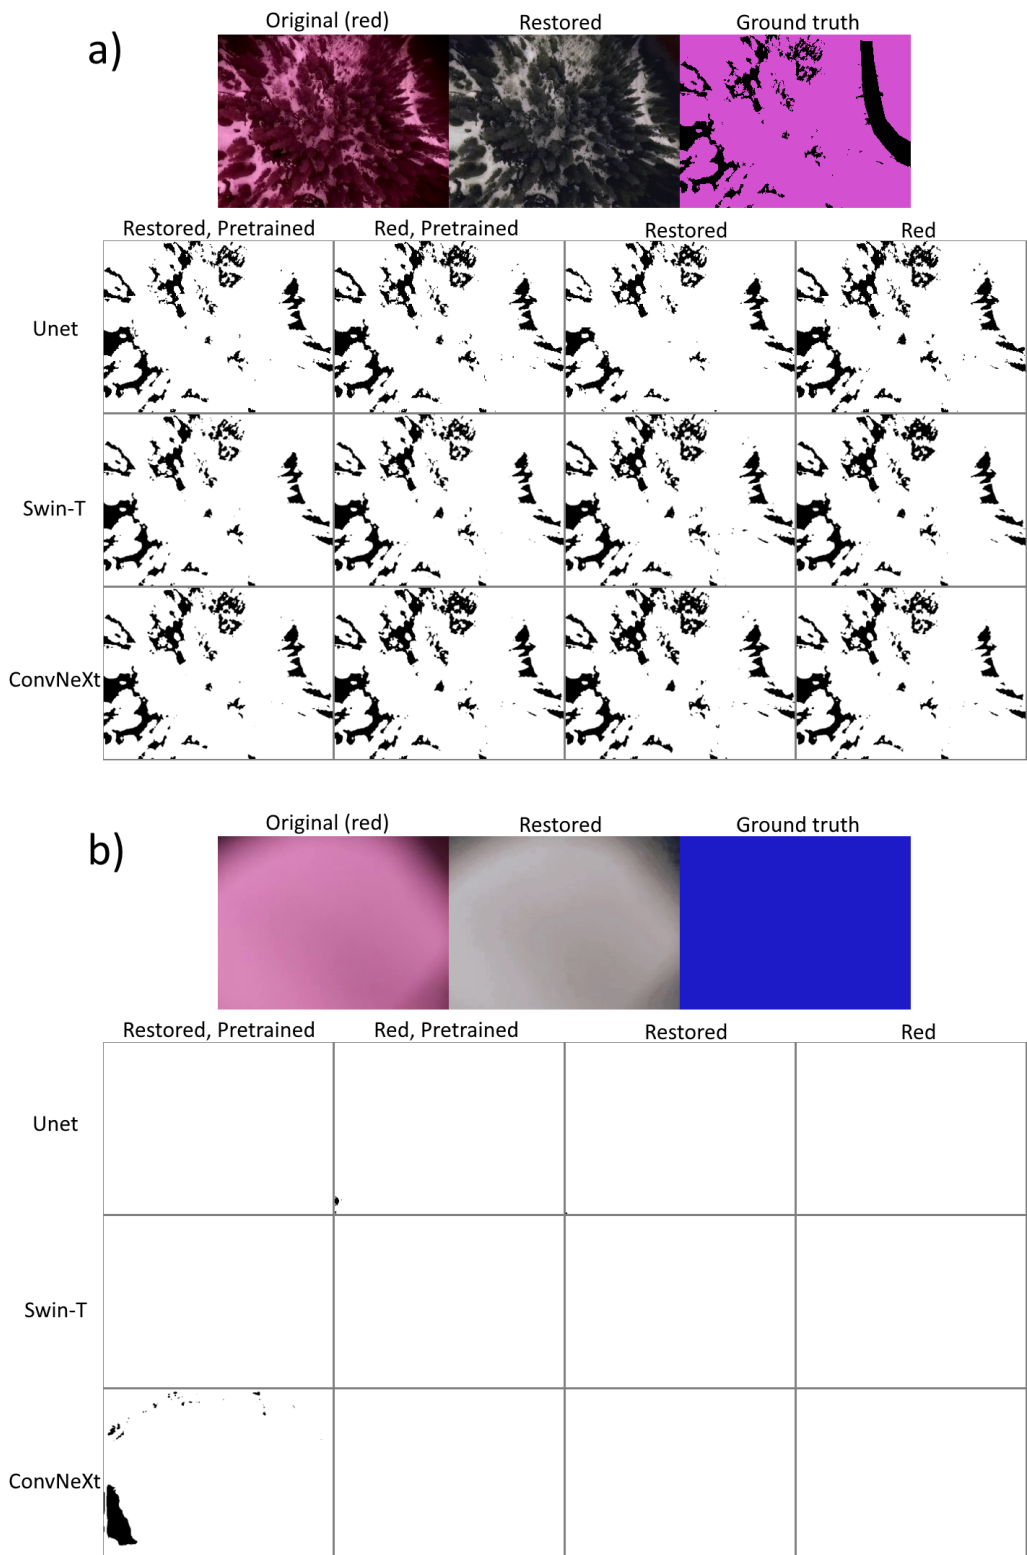 a)
Original (red) Restored Ground truth
Restored, Pretrained Red, Pretrained Restored Red
Unet
Swin-T
ConvNeXt
b)
Original (red) Restored Ground truth
Restored, Pretrained Red, Pretrained Restored Red
Unet
Swin-T
ConvNeXt